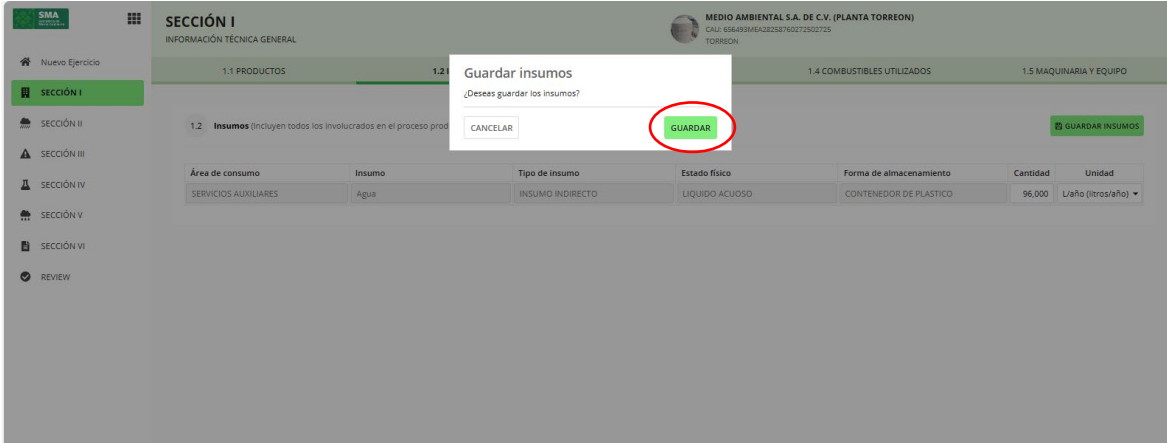 SMA
SECCIÓN I
INFORMACIÓN TÉCNICA GENERAL
MEDIO AMBIENTAL S.A. DE C.V. (PLANTA TORREON)
CAU: 656493MEA28258760272502725
TORREON
Nuevo Ejercicio
SECCIÓN I
SECCIÓN II
SECCIÓN III
SECCIÓN IV
SECCIÓN V
SECCIÓN VI
REVIEW
1.1 PRODUCTOS
1.2 I
1.4 COMBUSTIBLES UTILIZADOS
1.5 MAQUINARIA Y EQUIPO
Guardar insumos
¿Deseas guardar los insumos?
CANCELAR
GUARDAR
1.2 Insumos (Incluyen todos los involucrados en el proceso prod
GUARDAR INSUMOS
Área de consumo Insumo Tipo de insumo Estado físico Forma de almacenamiento Cantidad Unidad
SERVICIOS AUXILIARES Agua INSUMO INDIRECTO LIQUIDO ACUOSO CONTENEDOR DE PLASTICO 96,000 L/año (litros/año)